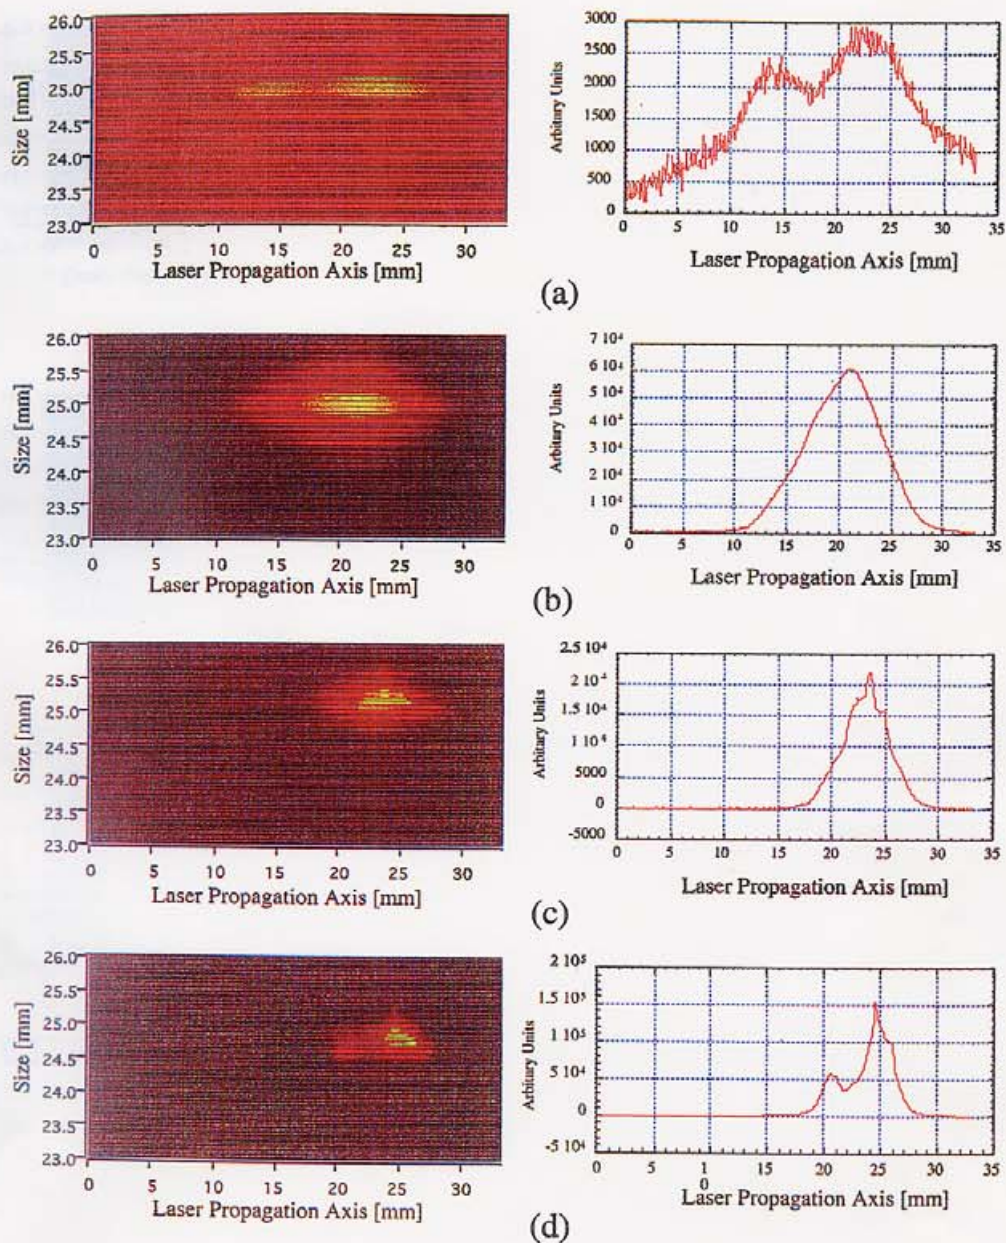 26.0
25.5
25.0
24.5
24.0
23.5
23.0
Size [mm]
0 5 10 15 20 25 30
Laser Propagation Axis [mm]
3000
2500
2000
1500
1000
500
0
Arbitary Units
0 5 10 15 20 25 30 35
Laser Propagation Axis [mm]
(a)
26.0
25.5
25.0
24.5
24.0
23.5
23.0
Size [mm]
0 5 10 15 20 25 30
Laser Propagation Axis [mm]
7 10⁴
6 10⁴
5 10⁴
4 10⁴
3 10⁴
2 10⁴
1 10⁴
0
Arbitary Units
0 5 10 15 20 25 30 35
Laser Propagation Axis [mm]
(b)
26.0
25.5
25.0
24.5
24.0
23.5
23.0
Size [mm]
0 5 10 15 20 25 30
Laser Propagation Axis [mm]
2.5 10⁴
2 10⁴
1.5 10⁴
1 10⁴
5000
0
-5000
Arbitary Units
0 5 10 15 20 25 30 35
Laser Propagation Axis [mm]
(c)
26.0
25.5
25.0
24.5
24.0
23.5
23.0
Size [mm]
0 5 10 15 20 25 30
Laser Propagation Axis [mm]
2 10⁵
1.5 10⁵
1 10⁵
5 10⁴
0
-5 10⁴
Arbitary Units
0 5 1 15 20 25 30 35
0
Laser Propagation Axis [mm]
(d)